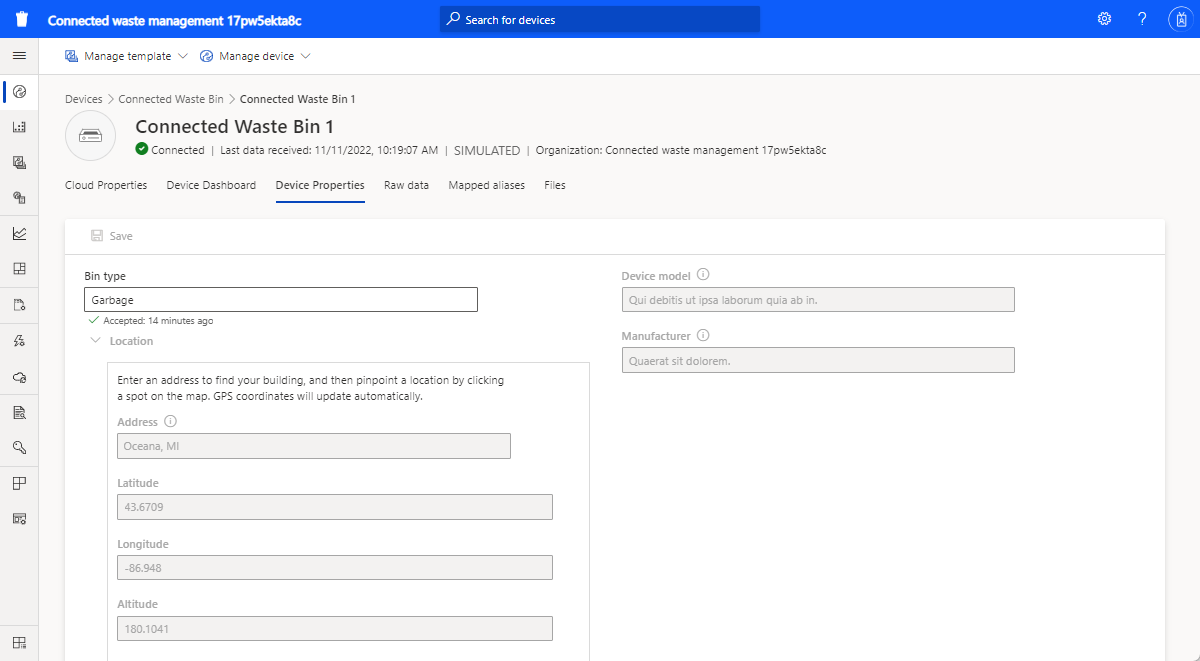 Connected waste management 17pw5ekta8c
Search for devices
?
Manage template
Manage device
Devices > Connected Waste Bin > Connected Waste Bin 1
Connected Waste Bin 1
Connected | Last data received: 11/11/2022, 10:19:07 AM | SIMULATED | Organization: Connected waste management 17pw5ekta8c
Cloud Properties Device Dashboard Device Properties Raw data Mapped aliases Files
Save
Bin type
Garbage
Accepted: 14 minutes ago
Location
Enter an address to find your building, and then pinpoint a location by clicking
a spot on the map. GPS coordinates will update automatically.
Address
Oceana, MI
Latitude
43.6709
Longitude
-86.948
Altitude
180.1041
Device model
Qui debitis ut ipsa laborum quia ab in.
Manufacturer
Quaerat sit dolorem.